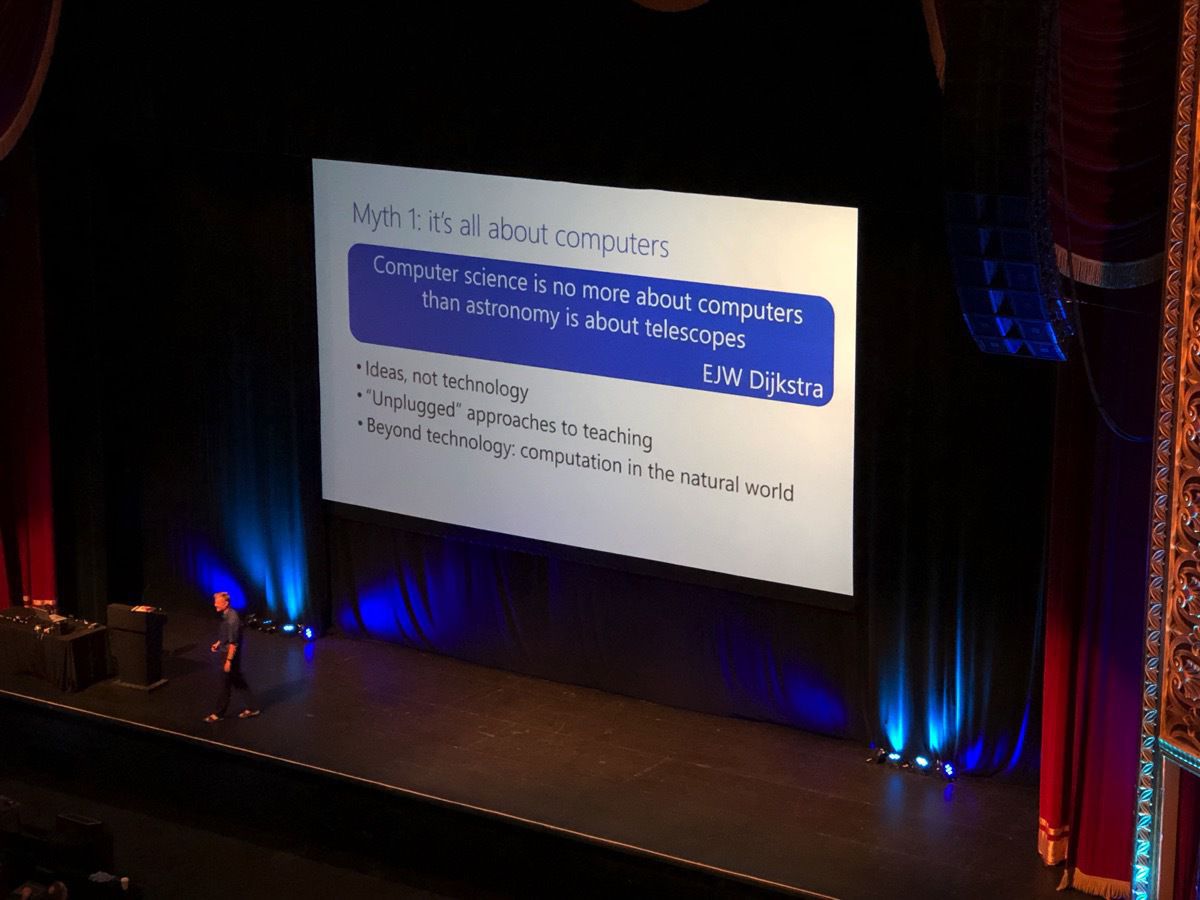 Myth 1: it's all about computers
Computer science is no more about computers
than astronomy is about telescopes
EJW Dijkstra
• Ideas, not technology
• "Unplugged" approaches to teaching
• Beyond technology: computation in the natural world